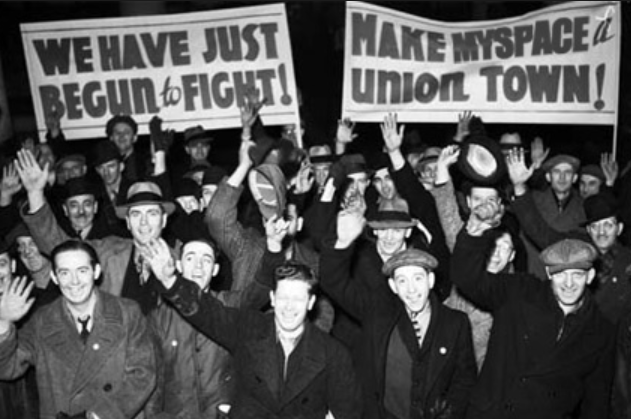 WE HAVE JUST
BEGUN to FIGHT!
MAKE MYSPACE a
UNION TOWN!